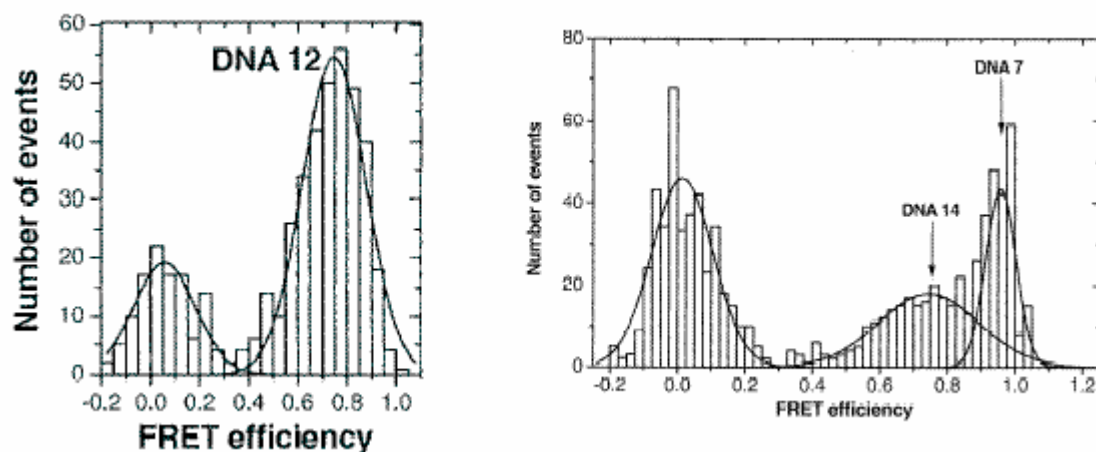 60
50
40
30
20
10
0
Number of events
DNA 12
-0.2 0.0 0.2 0.4 0.6 0.8 1.0
FRET efficiency
80
60
40
20
0
Number of events
DNA 7
DNA 14
-0.2 0.0 0.2 0.4 0.6 0.8 1.0 1.2
FRET efficiency